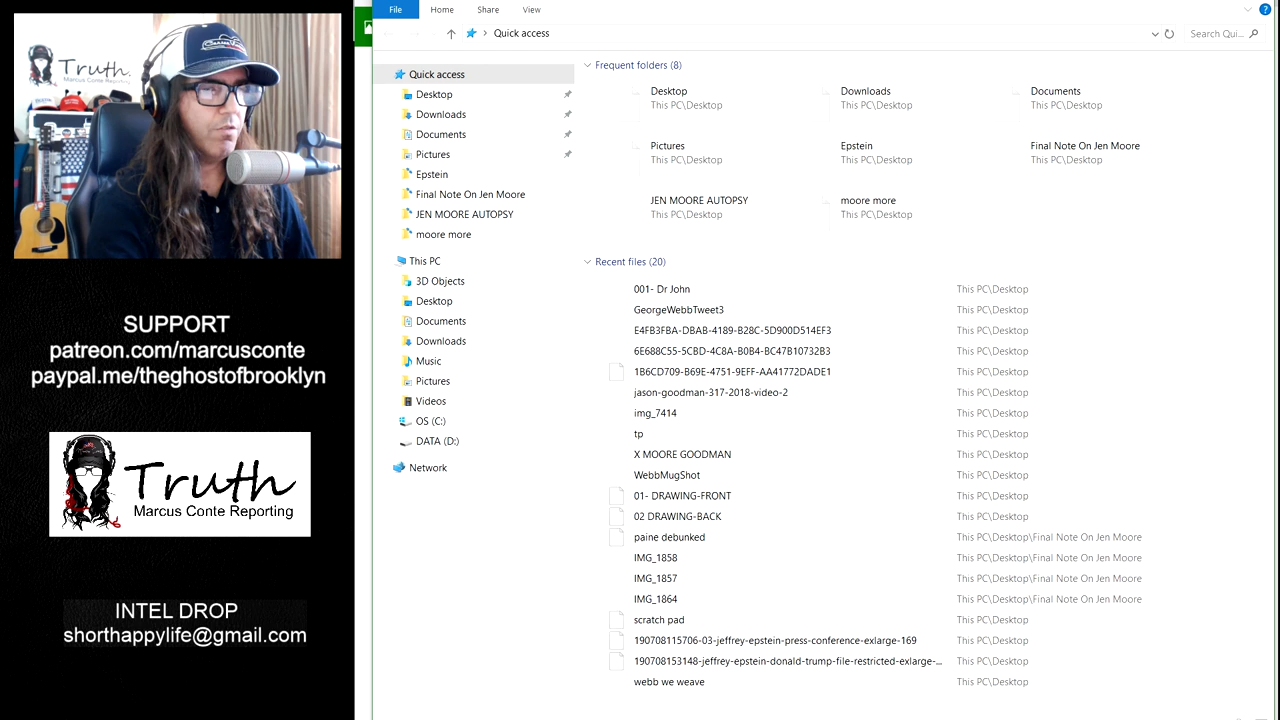 Truth.
Marcus Conte Reporting
SUPPORT
patreon.com/marcusconte
paypal.me/theghostofbrooklyn
Truth
Marcus Conte Reporting
INTEL DROP
shorthappylife@gmail.com
File
Home
Share
View
Quick access
Search Qui...
Quick access
Desktop
Downloads
Documents
Pictures
Epstein
Final Note On Jen Moore
JEN MOORE AUTOPSY
moore more
This PC
3D Objects
Desktop
Documents
Downloads
Music
Pictures
Videos
OS (C:)
DATA (D:)
Network
Frequent folders (8)
Desktop
This PC\Desktop
Downloads
This PC\Desktop
Documents
This PC\Desktop
Pictures
This PC\Desktop
Epstein
This PC\Desktop
Final Note On Jen Moore
This PC\Desktop
JEN MOORE AUTOPSY
This PC\Desktop
moore more
This PC\Desktop
Recent files (20)
001- Dr John This PC\Desktop
GeorgeWebbTweet3 This PC\Desktop
E4FB3FBA-DBAB-4189-B28C-5D900D514EF3 This PC\Desktop
6E688C55-5CBD-4C8A-B0B4-BC47B10732B3 This PC\Desktop
1B6CD709-B69E-4751-9EFF-AA41772DADE1 This PC\Desktop
jason-goodman-317-2018-video-2 This PC\Desktop
img_7414 This PC\Desktop
tp This PC\Desktop
X MOORE GOODMAN This PC\Desktop
WebbMugShot This PC\Desktop
01- DRAWING-FRONT This PC\Desktop
02 DRAWING-BACK This PC\Desktop
paine debunked This PC\Desktop\Final Note On Jen Moore
IMG_1858 This PC\Desktop\Final Note On Jen Moore
IMG_1857 This PC\Desktop\Final Note On Jen Moore
IMG_1864 This PC\Desktop\Final Note On Jen Moore
scratch pad This PC\Desktop
190708115706-03-jeffrey-epstein-press-conference-exlarge-169 This PC\Desktop
190708153148-jeffrey-epstein-donald-trump-file-restricted-exlarge-... This PC\Desktop
webb we weave This PC\Desktop